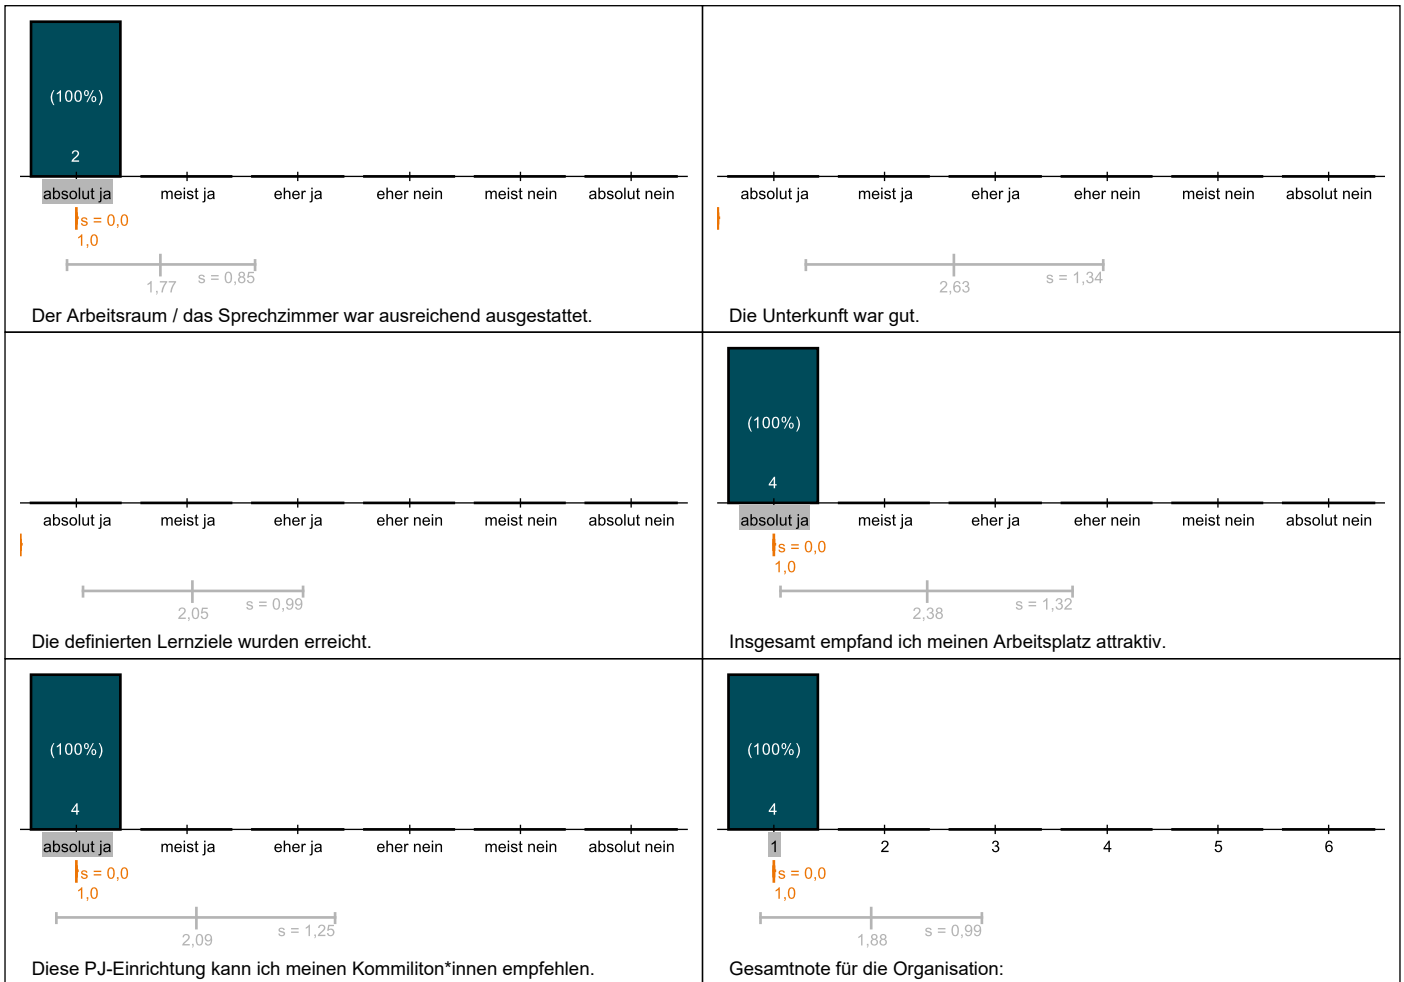 (100%)
2
absolut ja meist ja eher ja eher nein meist nein absolut nein
s = 0,0
1,0
s = 0,85
1,77
Der Arbeitsraum / das Sprechzimmer war ausreichend ausgestattet.
absolut ja meist ja eher ja eher nein meist nein absolut nein
s = 1,34
2,63
Die Unterkunft war gut.
absolut ja meist ja eher ja eher nein meist nein absolut nein
s = 0,99
2,05
Die definierten Lernziele wurden erreicht.
(100%)
4
absolut ja meist ja eher ja eher nein meist nein absolut nein
s = 0,0
1,0
s = 1,32
2,38
Insgesamt empfand ich meinen Arbeitsplatz attraktiv.
(100%)
4
absolut ja meist ja eher ja eher nein meist nein absolut nein
s = 0,0
1,0
s = 1,25
2,09
Diese PJ-Einrichtung kann ich meinen Kommiliton*innen empfehlen.
(100%)
4
1 2 3 4 5 6
s = 0,0
1,0
s = 0,99
1,88
Gesamtnote für die Organisation: